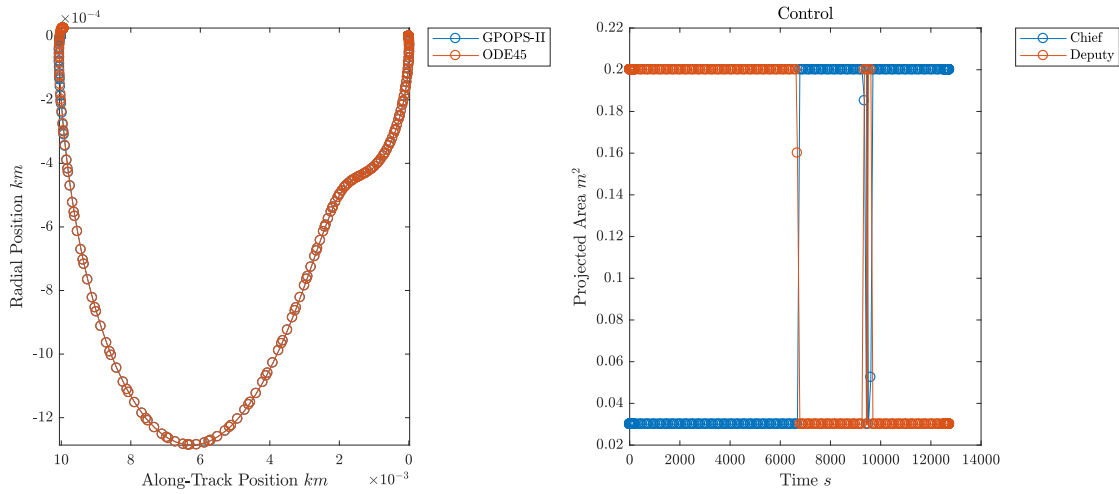 ×10⁻⁴
0
-2
-4
-6
-8
-10
-12
Radial Position km
10 8 6 4 2 0
Along-Track Position km
×10⁻³
GPOPS-II
ODE45
Control
0.22
0.2
0.18
0.16
0.14
0.12
0.1
0.08
0.06
0.04
0.02
Projected Area m²
0 2000 4000 6000 8000 10000 12000 14000
Time s
Chief
Deputy